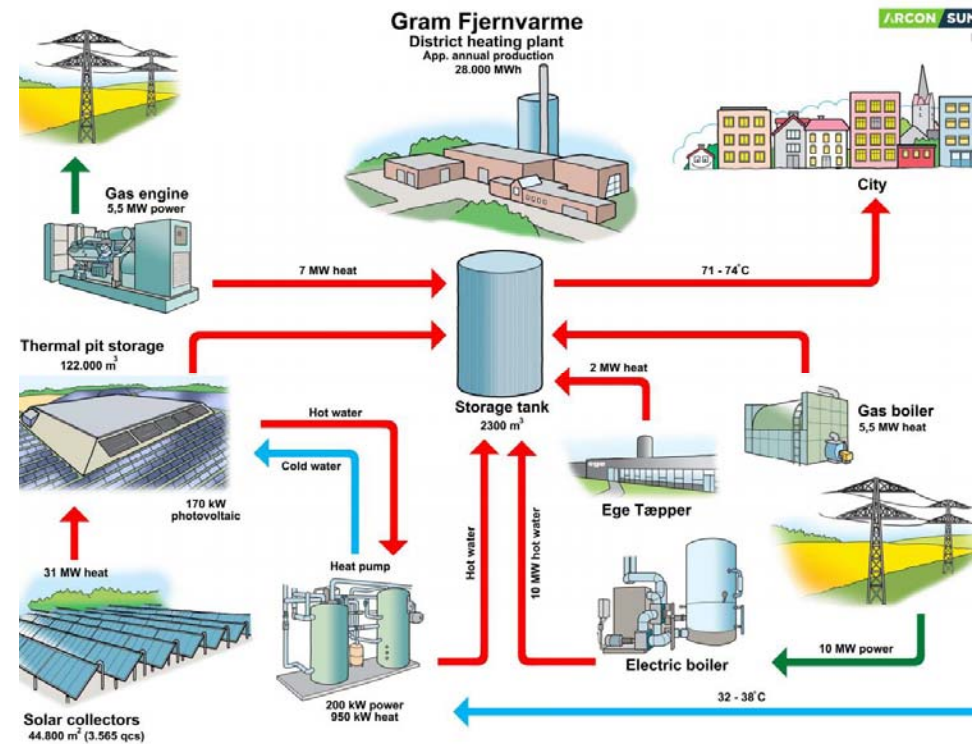 Gram Fjernvarme
District heating plant
App. annual production
28.000 MWh
ARCON SUN
City
Gas engine
5,5 MW power
7 MW heat
71 - 74°C
Thermal pit storage
122.000 m³
2 MW heat
Storage tank
2300 m³
Gas boiler
5,5 MW heat
Hot water
Cold water
170 kW
photovoltaic
Ege Tæpper
31 MW heat
Heat pump
Hot water
10 MW hot water
Electric boiler
10 MW power
200 kW power
950 kW heat
32 - 38°C
Solar collectors
44.800 m² (3.565 qcs)